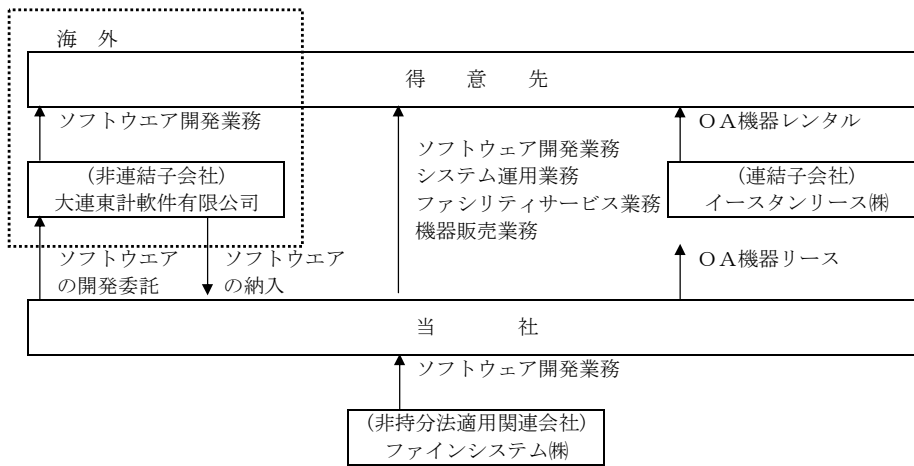 海　外
得　意　先
ソフトウエア開発業務
ＯＡ機器レンタル
ソフトウェア開発業務
システム運用業務
ファシリティサービス業務
機器販売業務
(非連結子会社)
大連東計軟件有限公司
(連結子会社)
イースタンリース㈱
ソフトウエア
の開発委託
ソフトウエア
の納入
ＯＡ機器リース
当　社
ソフトウェア開発業務
(非持分法適用関連会社)
ファインシステム㈱